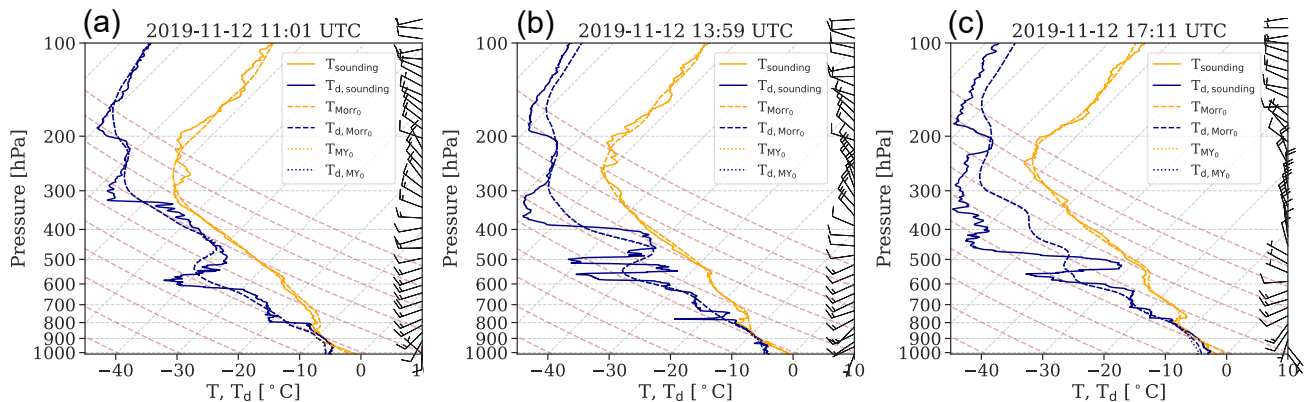 (a) 2019-11-12 11:01 UTC
100
200
300
400
500
600
700
800
900
1000
Pressure [hPa]
−40 −30 −20 −10 0 1
T, T_d [°C]
T_sounding
T_d, sounding
T_Morr₀
T_d, Morr₀
T_MY₀
T_d, MY₀
(b) 2019-11-12 13:59 UTC
100
200
300
400
500
600
700
800
900
1000
Pressure [hPa]
−40 −30 −20 −10 0 10
T, T_d [°C]
T_sounding
T_d, sounding
T_Morr₀
T_d, Morr₀
T_MY₀
T_d, MY₀
(c) 2019-11-12 17:11 UTC
100
200
300
400
500
600
700
800
900
1000
Pressure [hPa]
−40 −30 −20 −10 0 10
T, T_d [°C]
T_sounding
T_d, sounding
T_Morr₀
T_d, Morr₀
T_MY₀
T_d, MY₀